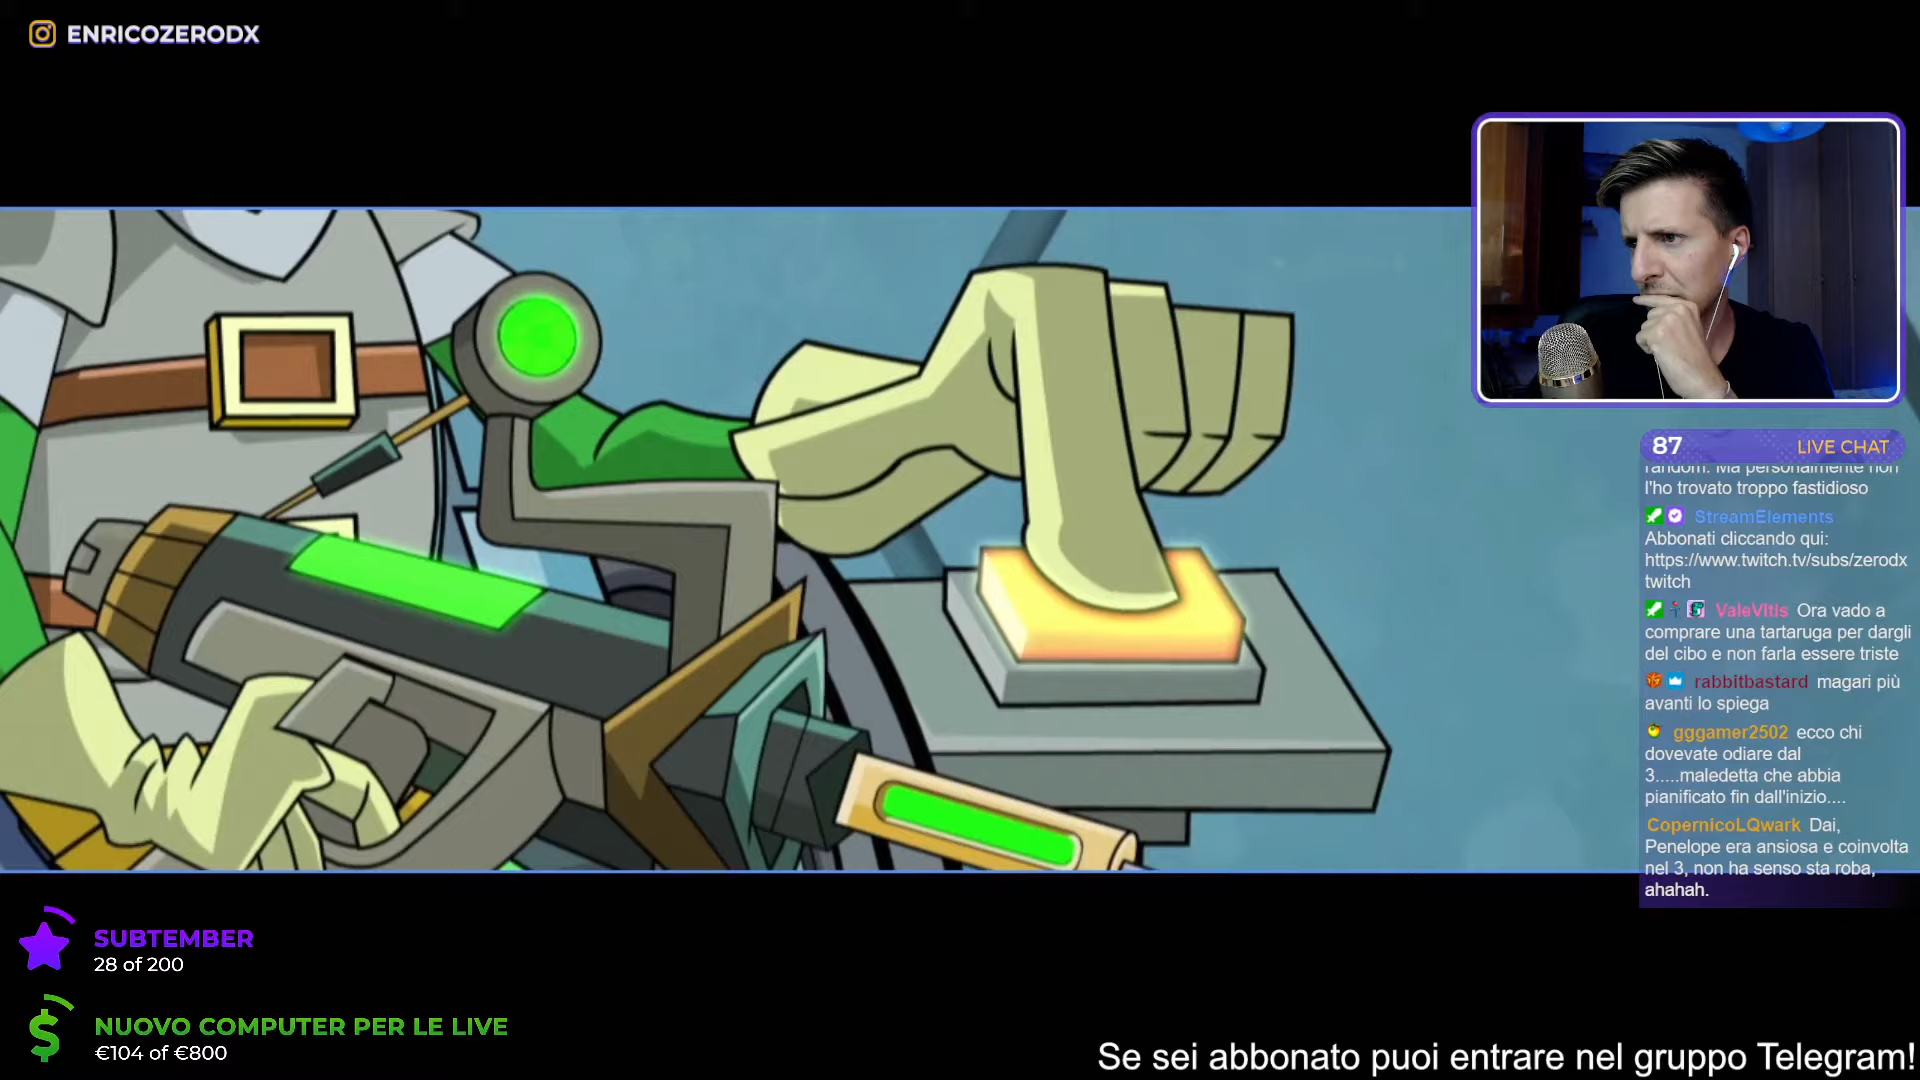 ENRICOZERODX
87 LIVE CHAT
random. Ma personalmente non
l'ho trovato troppo fastidioso
StreamElements
Abbonati cliccando qui:
https://www.twitch.tv/subs/zerodx
twitch
ValeVitis Ora vado a
comprare una tartaruga per dargli
del cibo e non farla essere triste
rabbitbastard magari più
avanti lo spiega
gggamer2502 ecco chi
dovevate odiare dal
3.....maledetta che abbia
pianificato fin dall'inizio....
CopernicoLQwark Dai,
Penelope era ansiosa e coinvolta
nel 3, non ha senso sta roba,
ahahah.
SUBTEMBER
28 of 200
NUOVO COMPUTER PER LE LIVE
€104 of €800
Se sei abbonato puoi entrare nel gruppo Telegram!